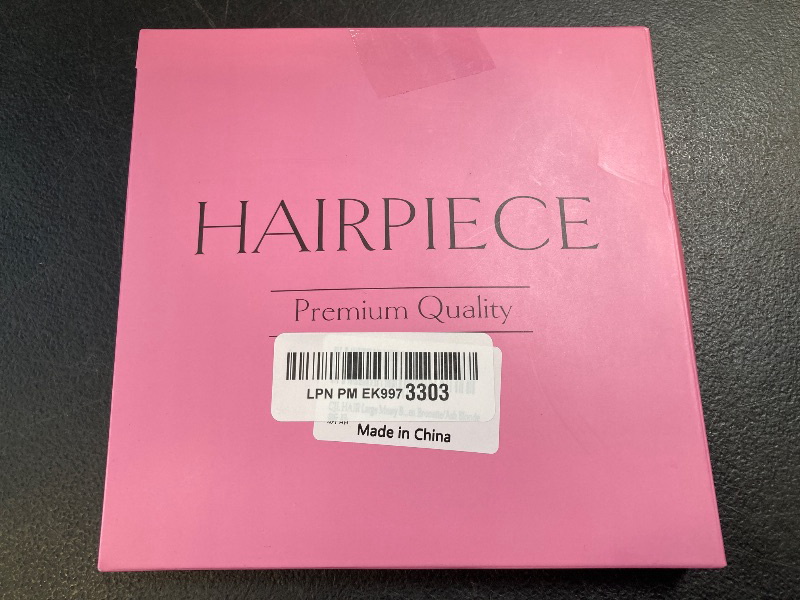 HAIRPIECE
Premium Quality
LPN PM EK997 3303
Made in China